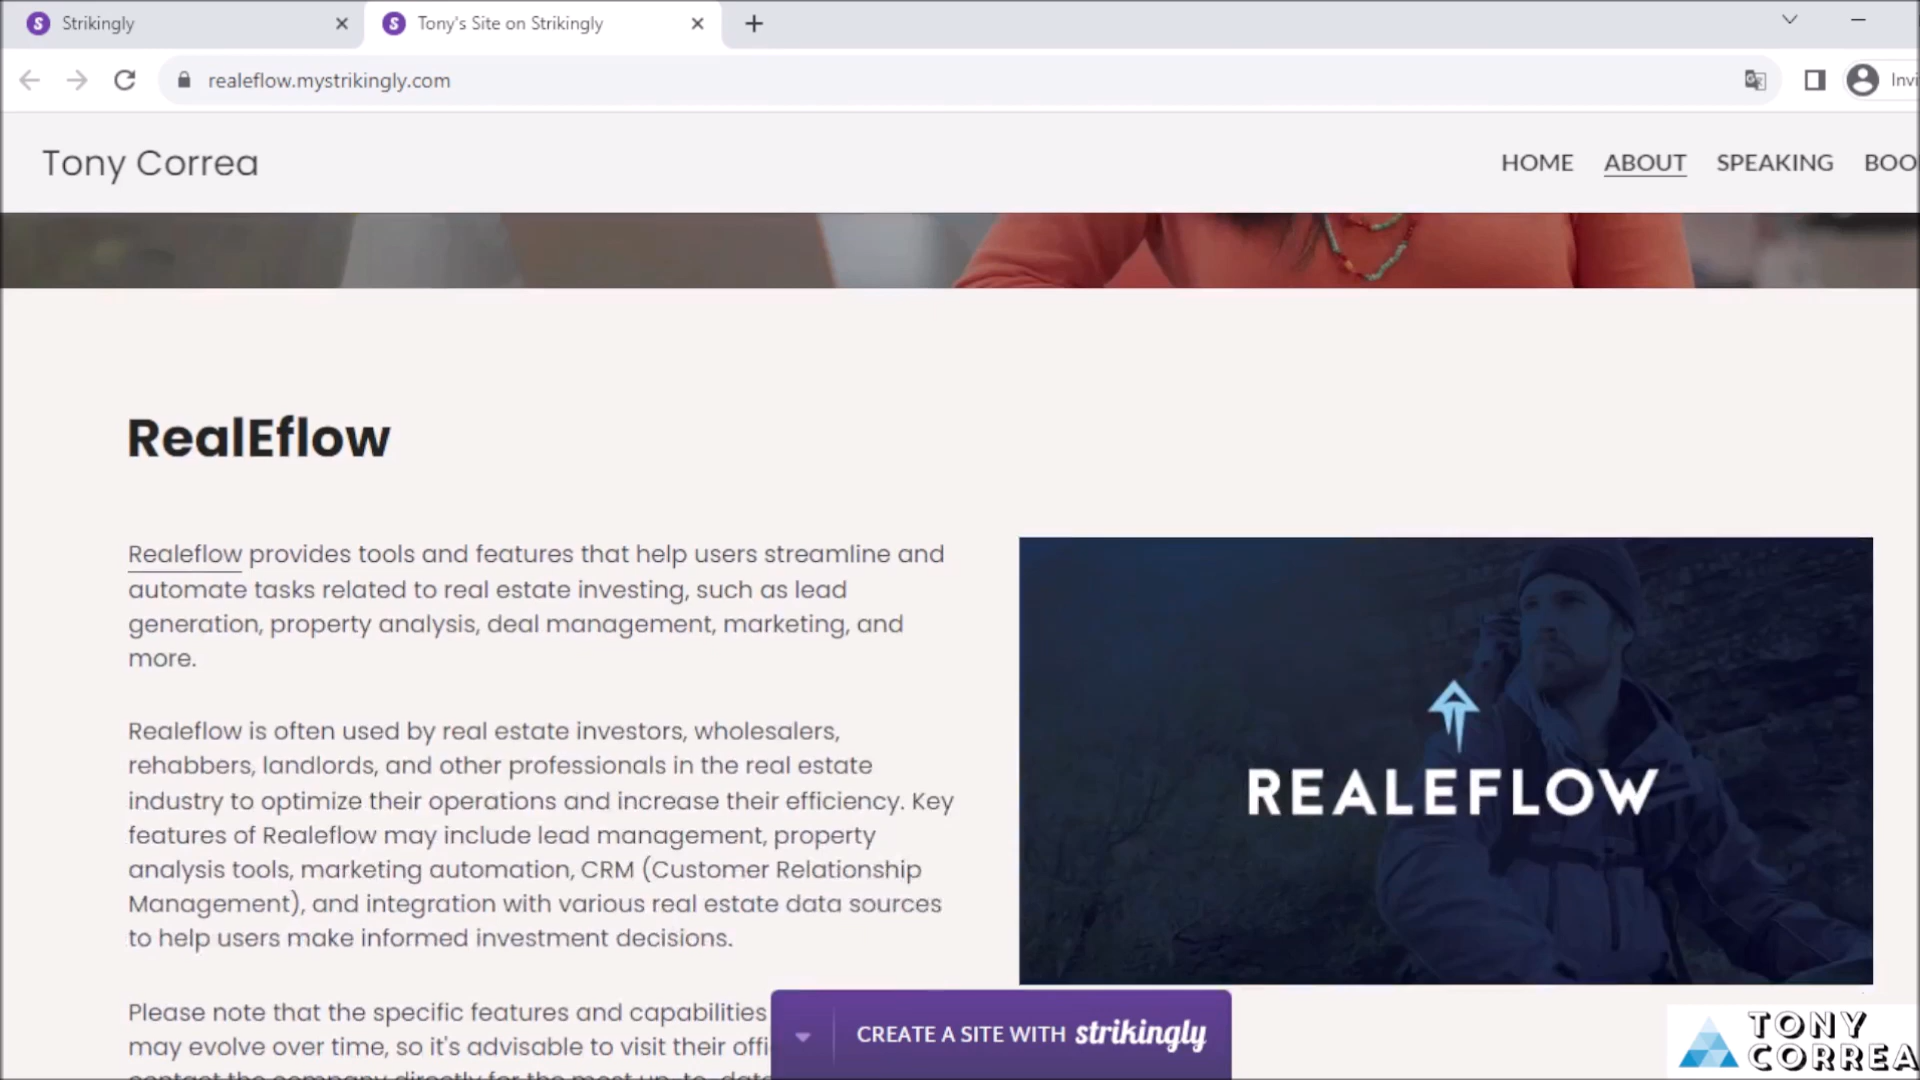 Strikingly
Tony's Site on Strikingly
realeflow.mystrikingly.com
Tony Correa
HOME ABOUT SPEAKING
RealEflow
Realeflow provides tools and features that help users streamline and
automate tasks related to real estate investing, such as lead
generation, property analysis, deal management, marketing, and
more.
Realeflow is often used by real estate investors, wholesalers,
rehabbers, landlords, and other professionals in the real estate
industry to optimize their operations and increase their efficiency. Key
features of Realeflow may include lead management, property
analysis tools, marketing automation, CRM (Customer Relationship
Management), and integration with various real estate data sources
to help users make informed investment decisions.
Please note that the specific features and capabilities
may evolve over time, so it's advisable to visit their
REALEFLOW
CREATE A SITE WITH strikingly
TONY
CORREA